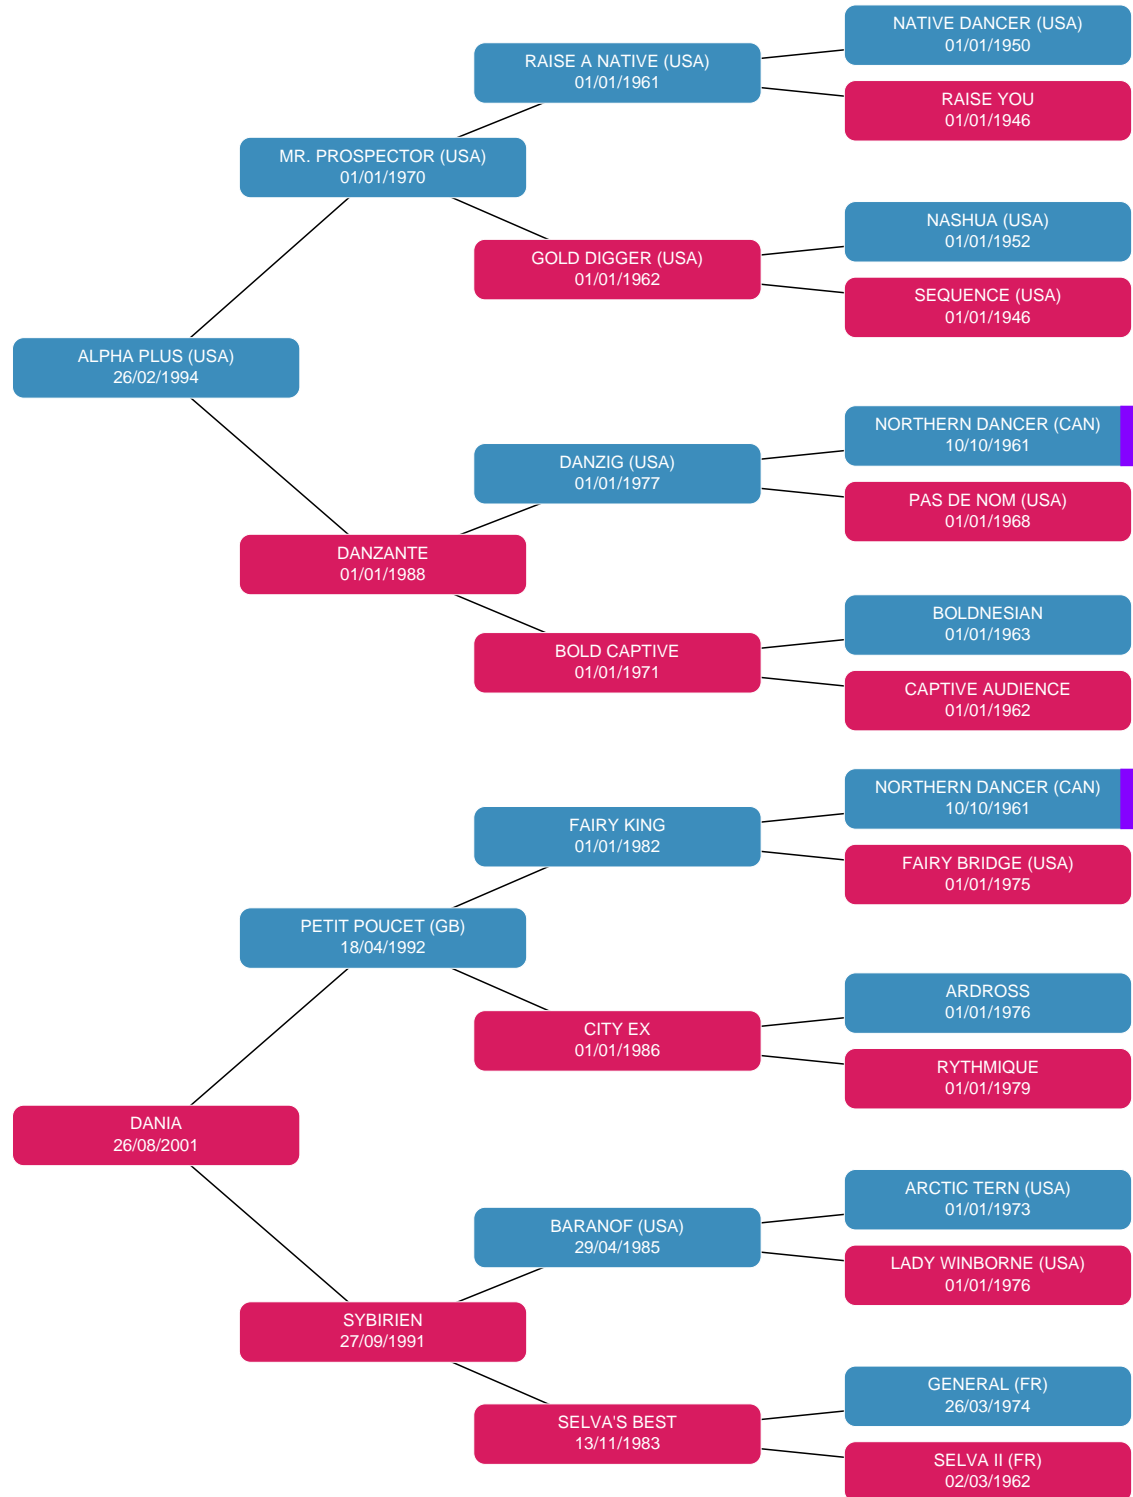 NATIVE DANCER (USA)
01/01/1950
RAISE A NATIVE (USA)
01/01/1961
RAISE YOU
01/01/1946
MR. PROSPECTOR (USA)
01/01/1970
NASHUA (USA)
01/01/1952
GOLD DIGGER (USA)
01/01/1962
SEQUENCE (USA)
01/01/1946
ALPHA PLUS (USA)
26/02/1994
NORTHERN DANCER (CAN)
10/10/1961
DANZIG (USA)
01/01/1977
PAS DE NOM (USA)
01/01/1968
DANZANTE
01/01/1988
BOLDNESIAN
01/01/1963
BOLD CAPTIVE
01/01/1971
CAPTIVE AUDIENCE
01/01/1962
NORTHERN DANCER (CAN)
10/10/1961
FAIRY KING
01/01/1982
FAIRY BRIDGE (USA)
01/01/1975
PETIT POUCET (GB)
18/04/1992
ARDROSS
01/01/1976
CITY EX
01/01/1986
RYTHMIQUE
01/01/1979
DANIA
26/08/2001
ARCTIC TERN (USA)
01/01/1973
BARANOF (USA)
29/04/1985
LADY WINBORNE (USA)
01/01/1976
SYBIRIEN
27/09/1991
GENERAL (FR)
26/03/1974
SELVA'S BEST
13/11/1983
SELVA II (FR)
02/03/1962